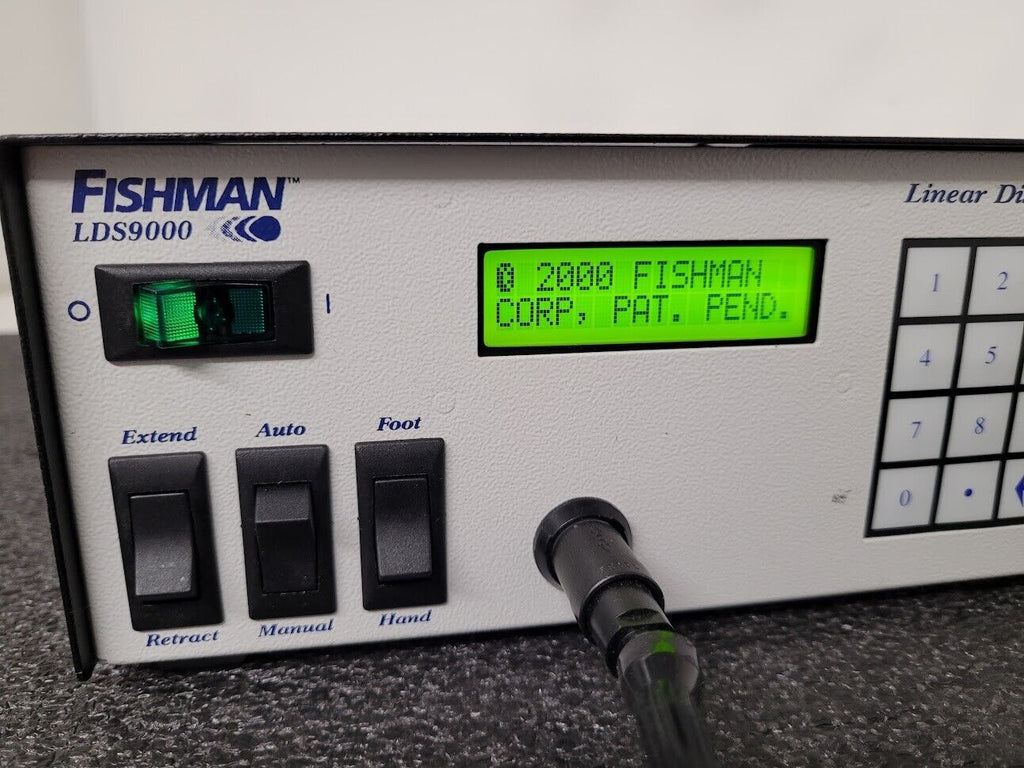 FISHMAN™
LDS9000
O
I
© 2000 FISHMAN
CORP, PAT. PEND.
Linear
1 2
4 5
7 8
0 •
Extend
Auto
Foot
Retract
Manual
Hand